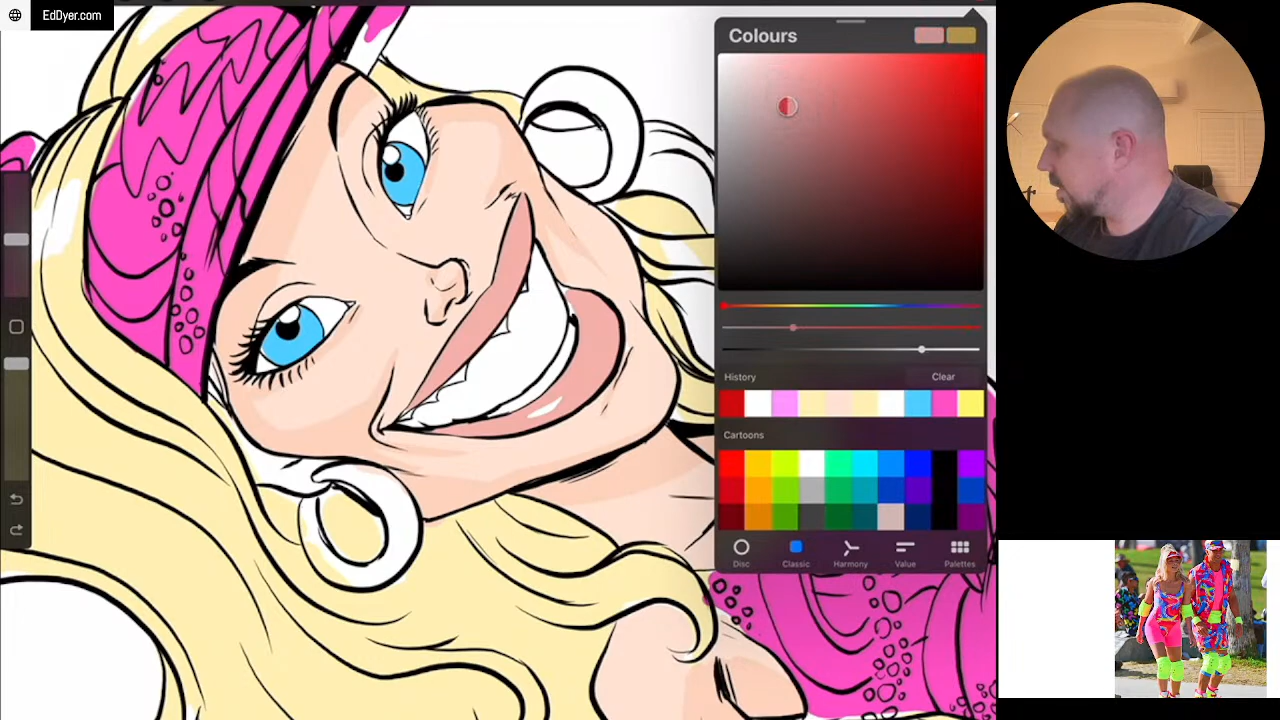 EdDyer.com
Colours
History
Clear
Cartoons
Disc
Classic
Harmony
Value
Palettes